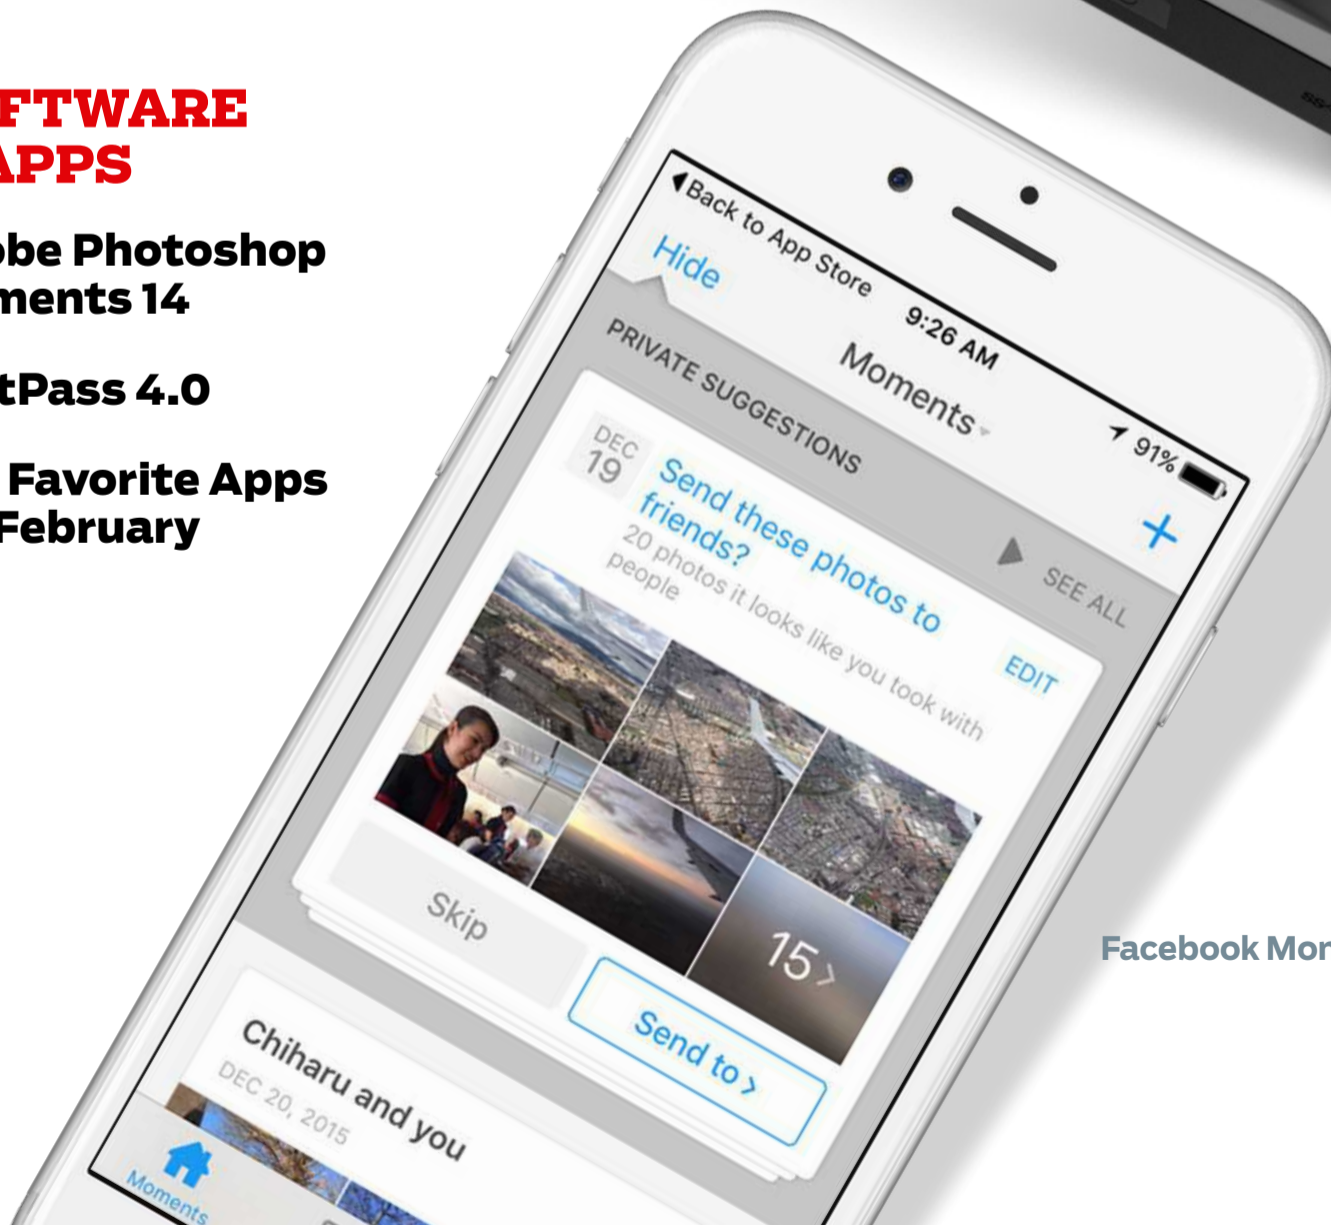 FTWARE
APPS
obe Photoshop
ments 14
tPass 4.0
Favorite Apps
February
Back to App Store
9:26 AM
91%
Hide
Moments
+
PRIVATE SUGGESTIONS
SEE ALL
DEC
19
Send these photos to
friends?
20 photos it looks like you took with
people
EDIT
15 >
Skip
Send to >
Chiharu and you
DEC 20, 2015
Moments
Facebook Mom